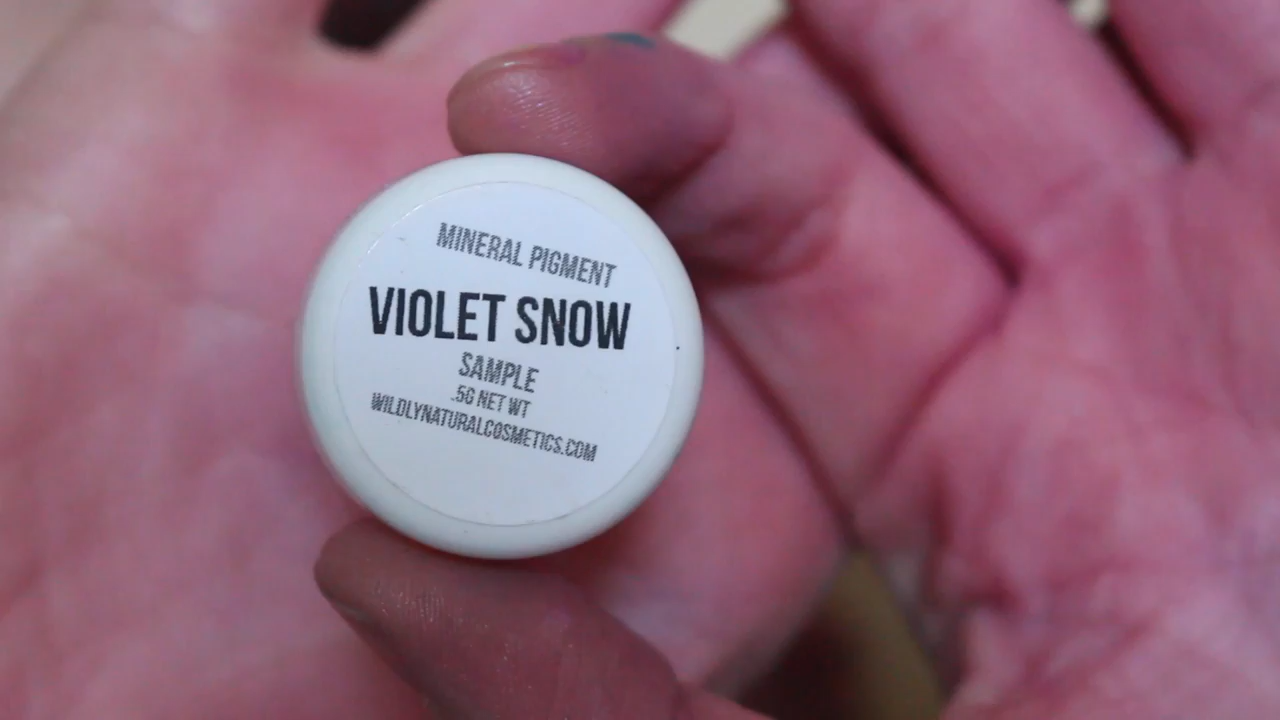 MINERAL PIGMENT
VIOLET SNOW
SAMPLE
.5G NET WT
WILDLYNATURALCOSMETICS.COM